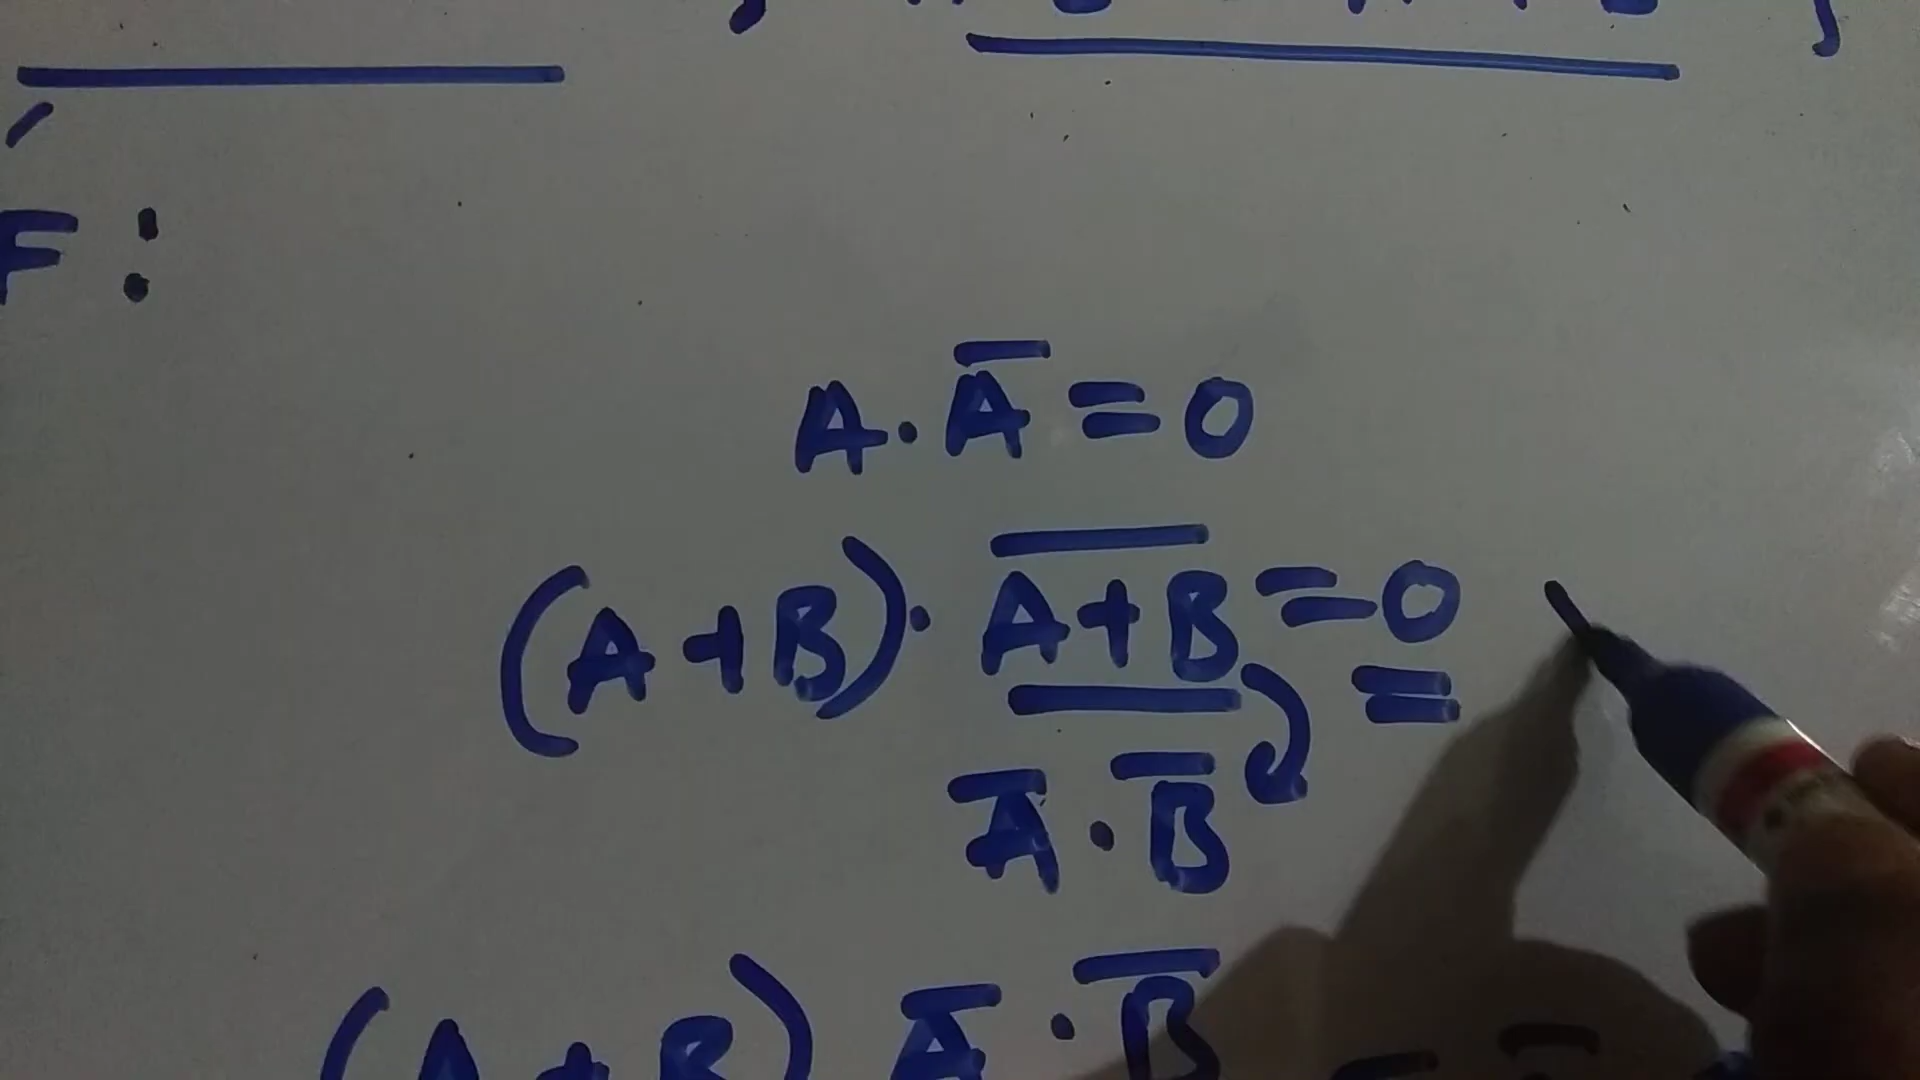 F :
A . A̅ = 0
(A + B) . A̅+̅B̅ = 0
A̅ . B̅
(A + B) A̅ . B̅ =